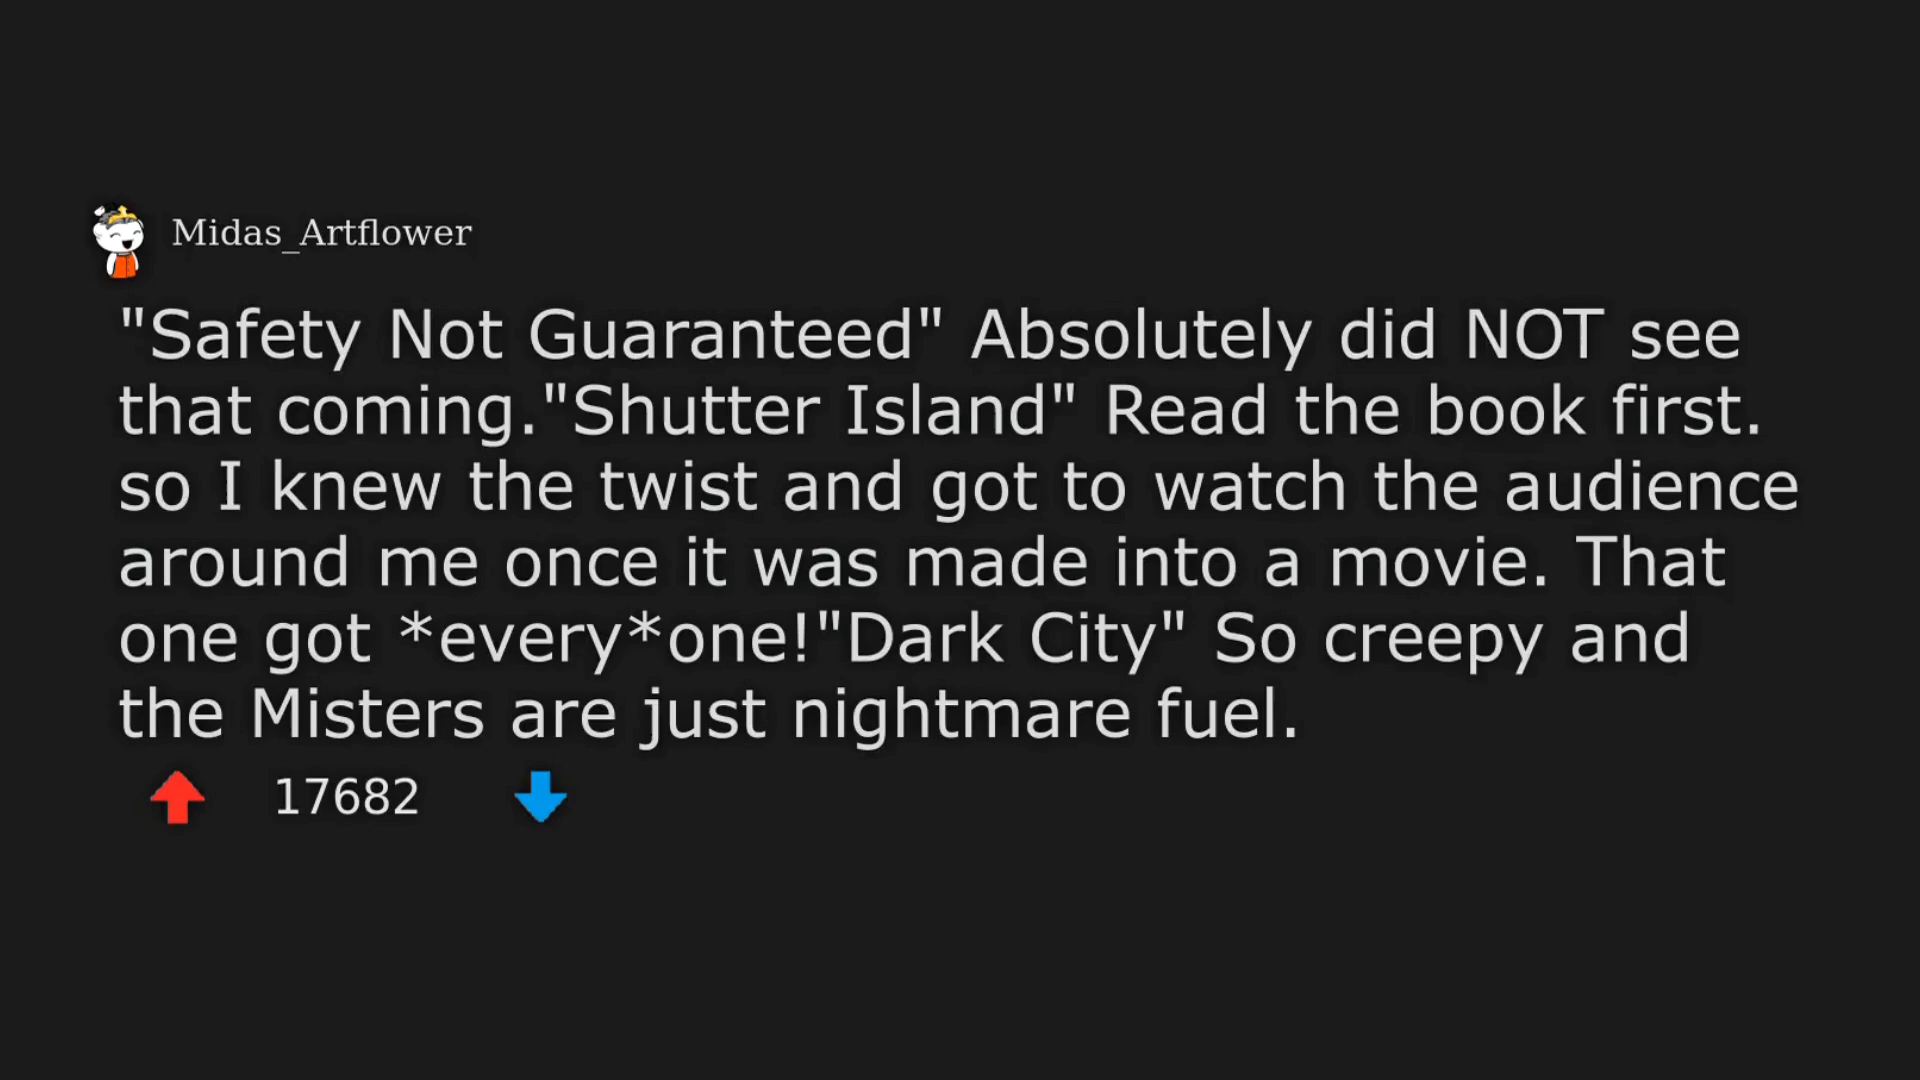 Midas_Artflower
"Safety Not Guaranteed" Absolutely did NOT see
that coming."Shutter Island" Read the book first.
so I knew the twist and got to watch the audience
around me once it was made into a movie. That
one got *every*one!"Dark City" So creepy and
the Misters are just nightmare fuel.
17682